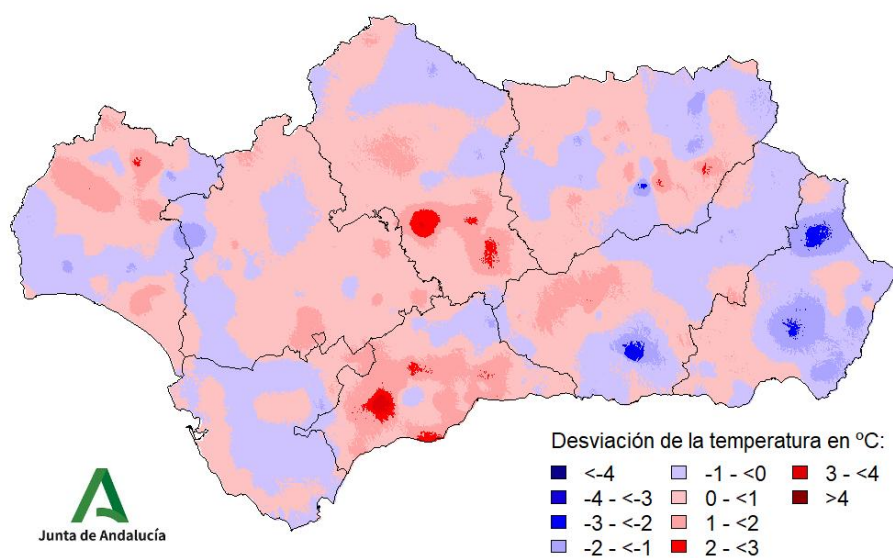 Desviación de la temperatura en ºC:
<-4 -1 - <0 3 - <4
-4 - <-3 0 - <1 >4
-3 - <-2 1 - <2
-2 - <-1 2 - <3
Junta de Andalucía